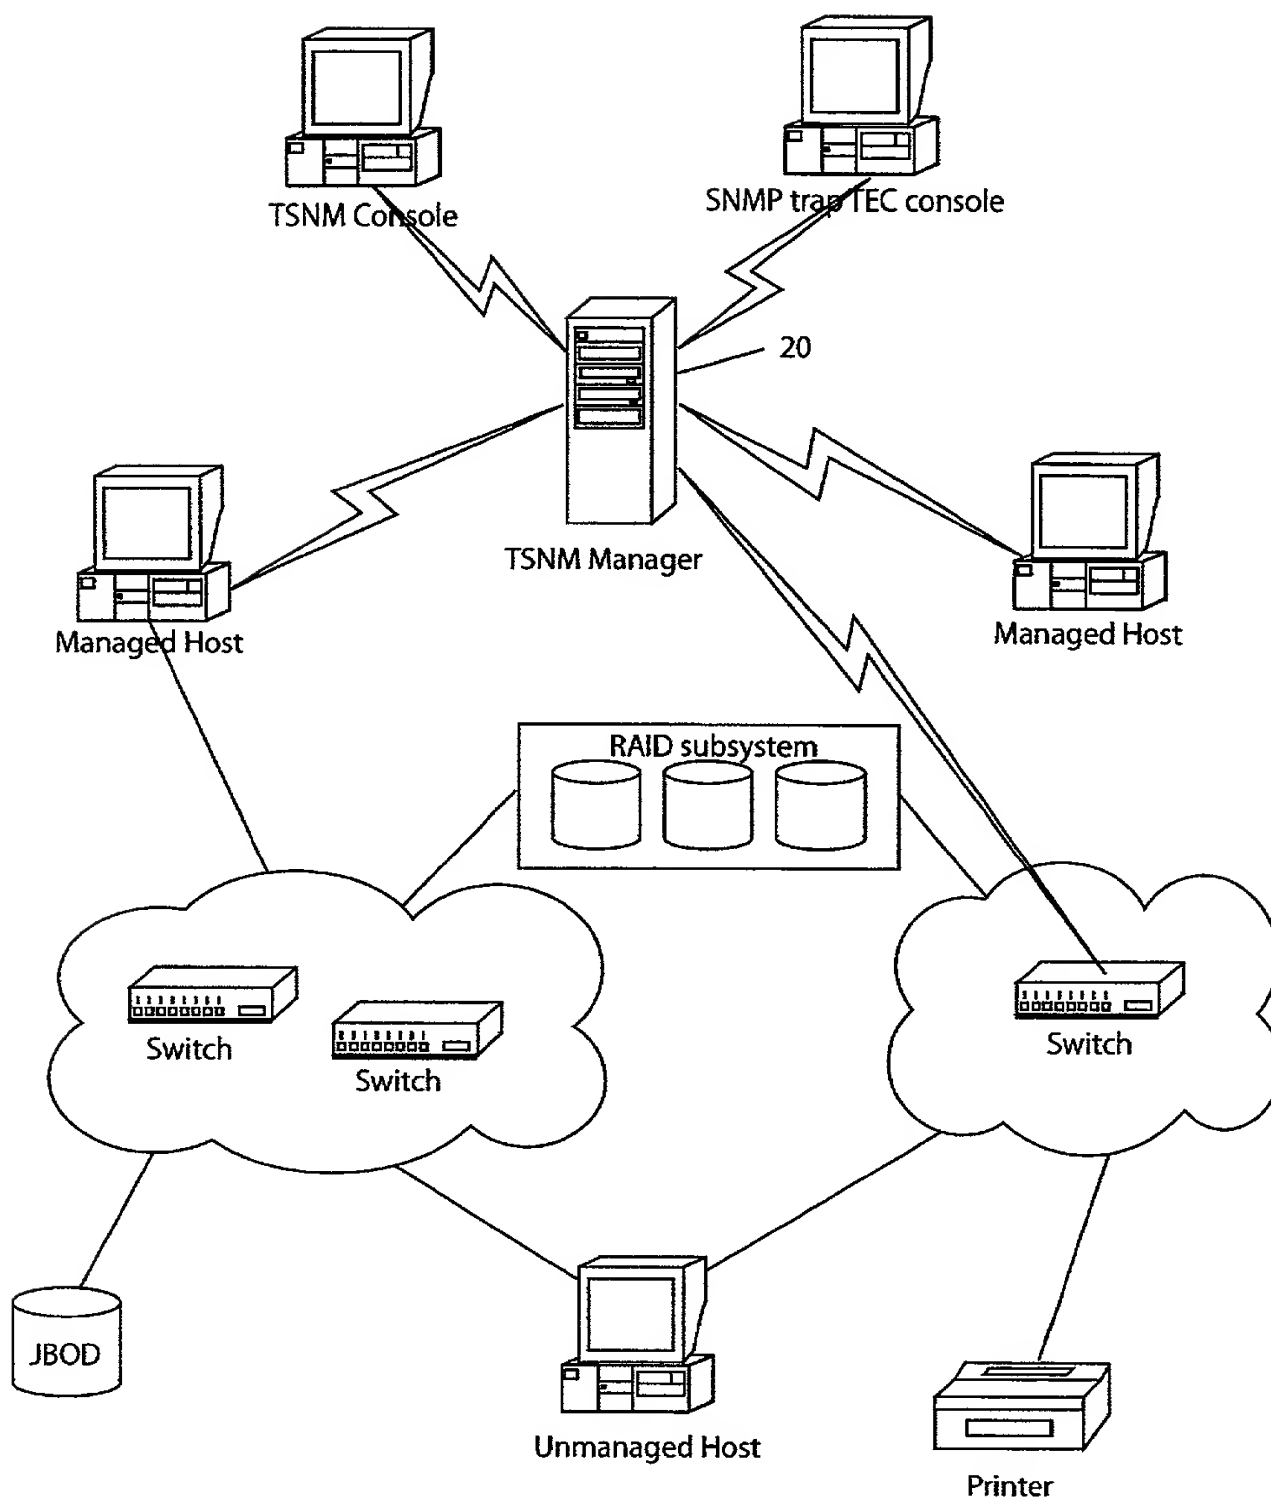 TSNM Console
SNMP trap TEC console
20
TSNM Manager
Managed Host
Managed Host
RAID subsystem
Switch
Switch
Switch
JBOD
Unmanaged Host
Printer